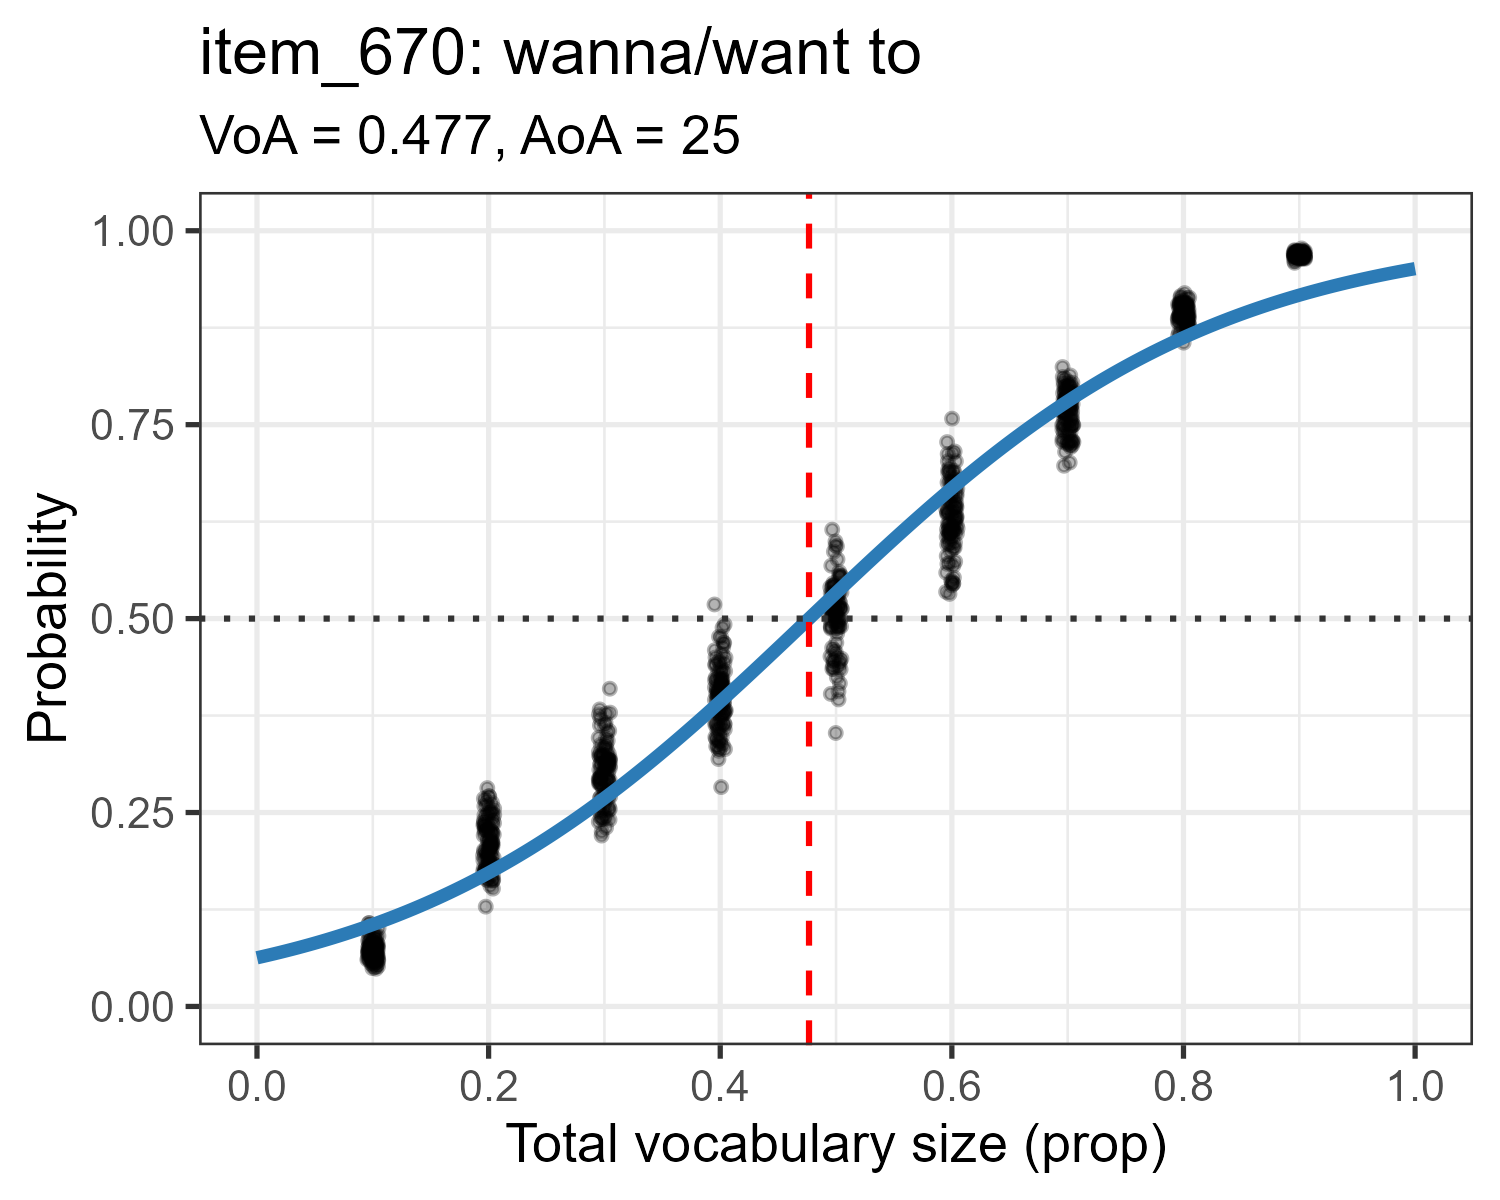 item_670: wanna/want to
VoA = 0.477, AoA = 25
1.00
0.75
0.50
0.25
0.00
Probability
0.0 0.2 0.4 0.6 0.8 1.0
Total vocabulary size (prop)